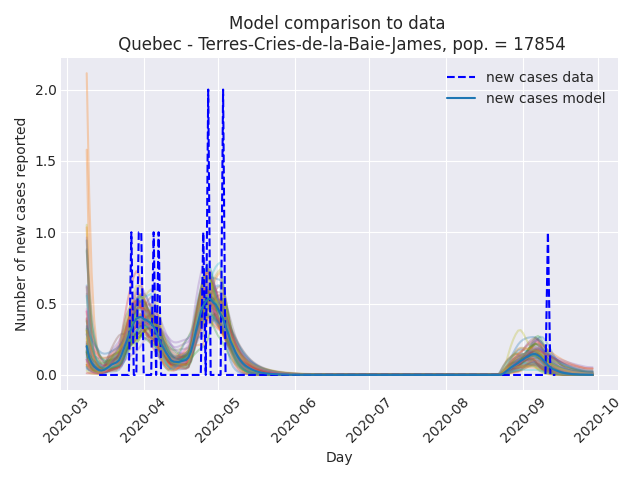 Model comparison to data
Quebec - Terres-Cries-de-la-Baie-James, pop. = 17854
new cases data
new cases model
Number of new cases reported
2.0
1.5
1.0
0.5
0.0
2020-03
2020-04
2020-05
2020-06
2020-07
2020-08
2020-09
2020-10
Day